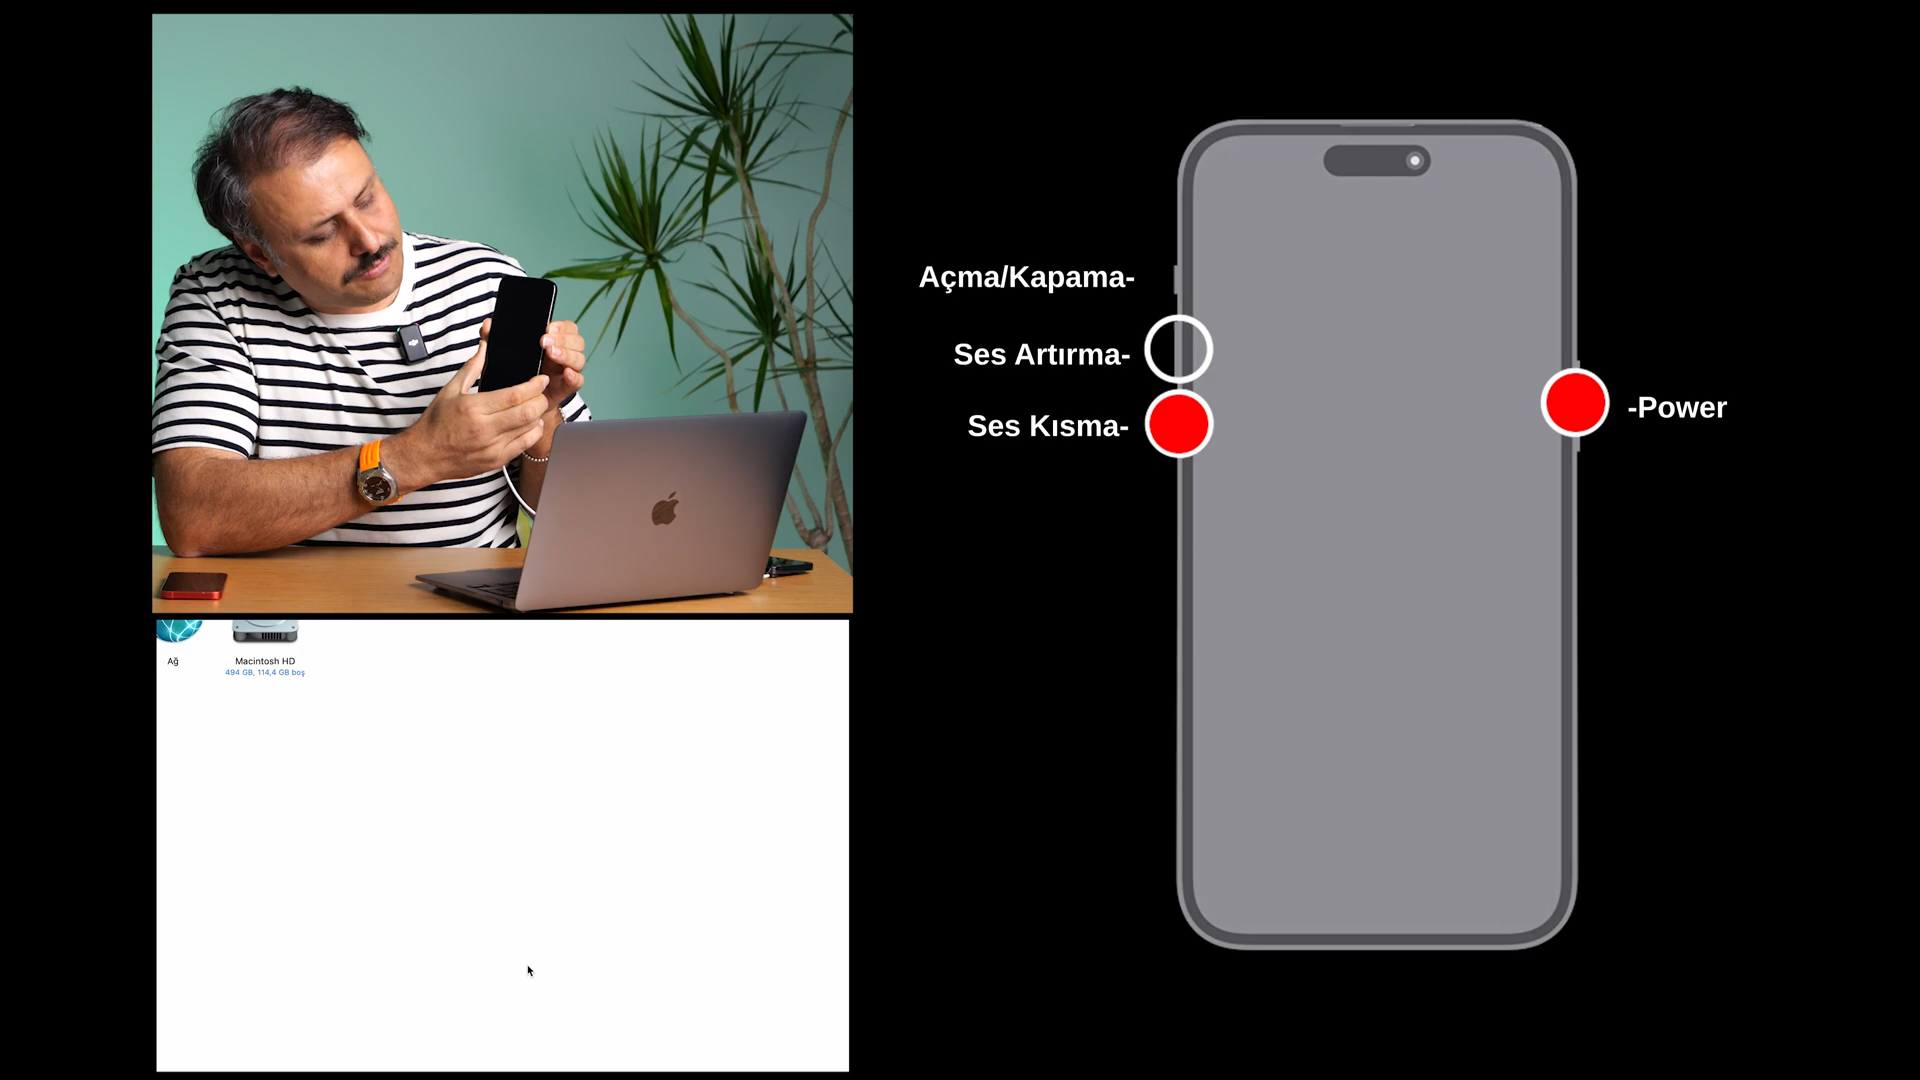 Açma/Kapama-
Ses Artırma-
Ses Kısma-
-Power
Ağ
Macintosh HD
494 GB, 114,4 GB boş